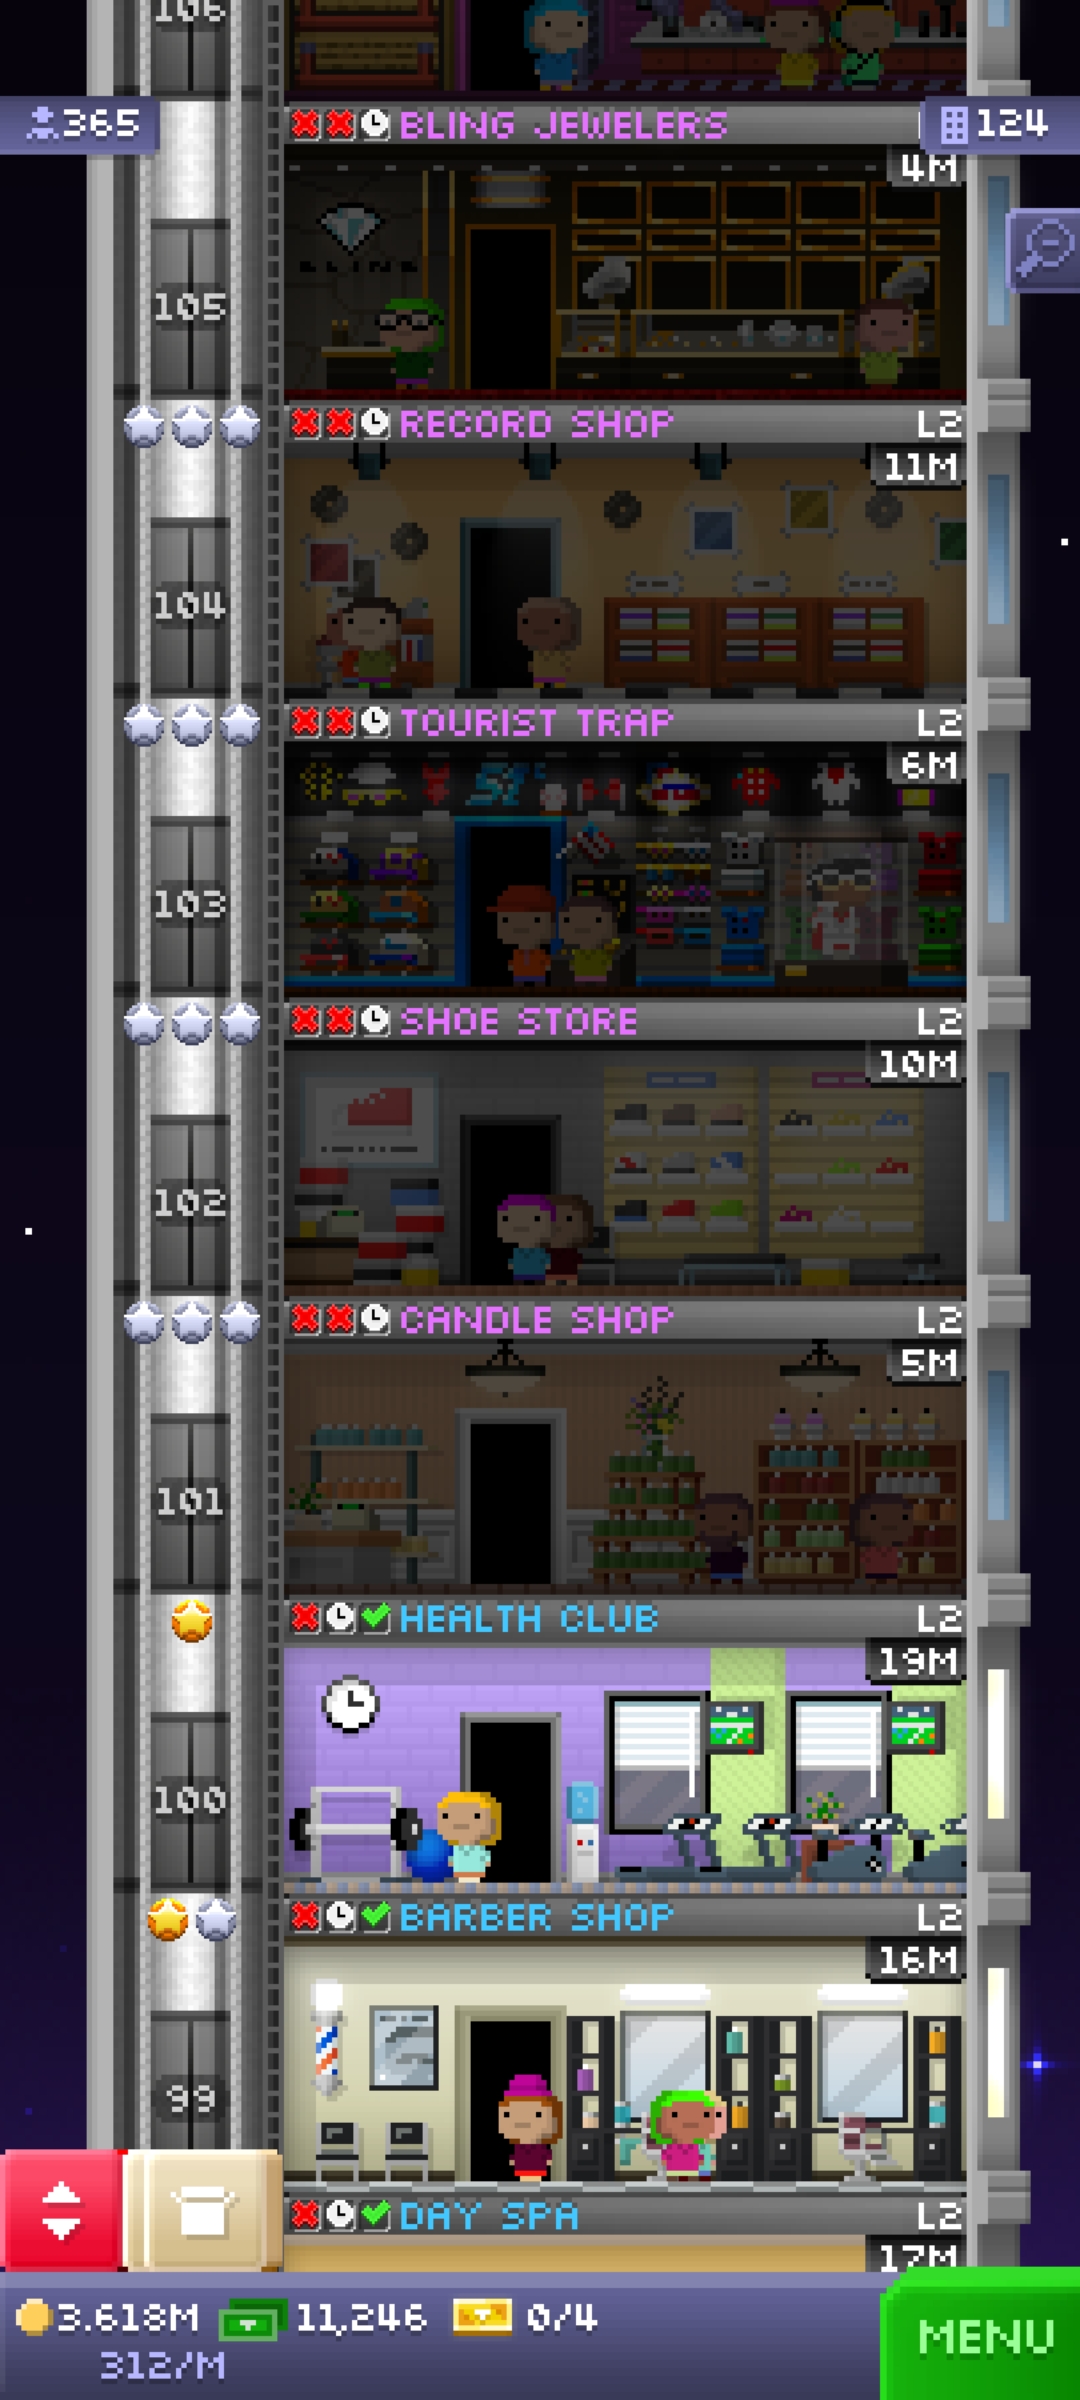 106
365
BLING JEWELERS
124
4M
BLING
105
RECORD SHOP
L2
11M
104
TOURIST TRAP
L2
6M
103
SHOE STORE
L2
10M
102
CANDLE SHOP
L2
5M
101
HEALTH CLUB
L2
19M
100
BARBER SHOP
L2
16M
99
DAY SPA
L2
17M
3.618M
11,246
0/4
312/M
MENU